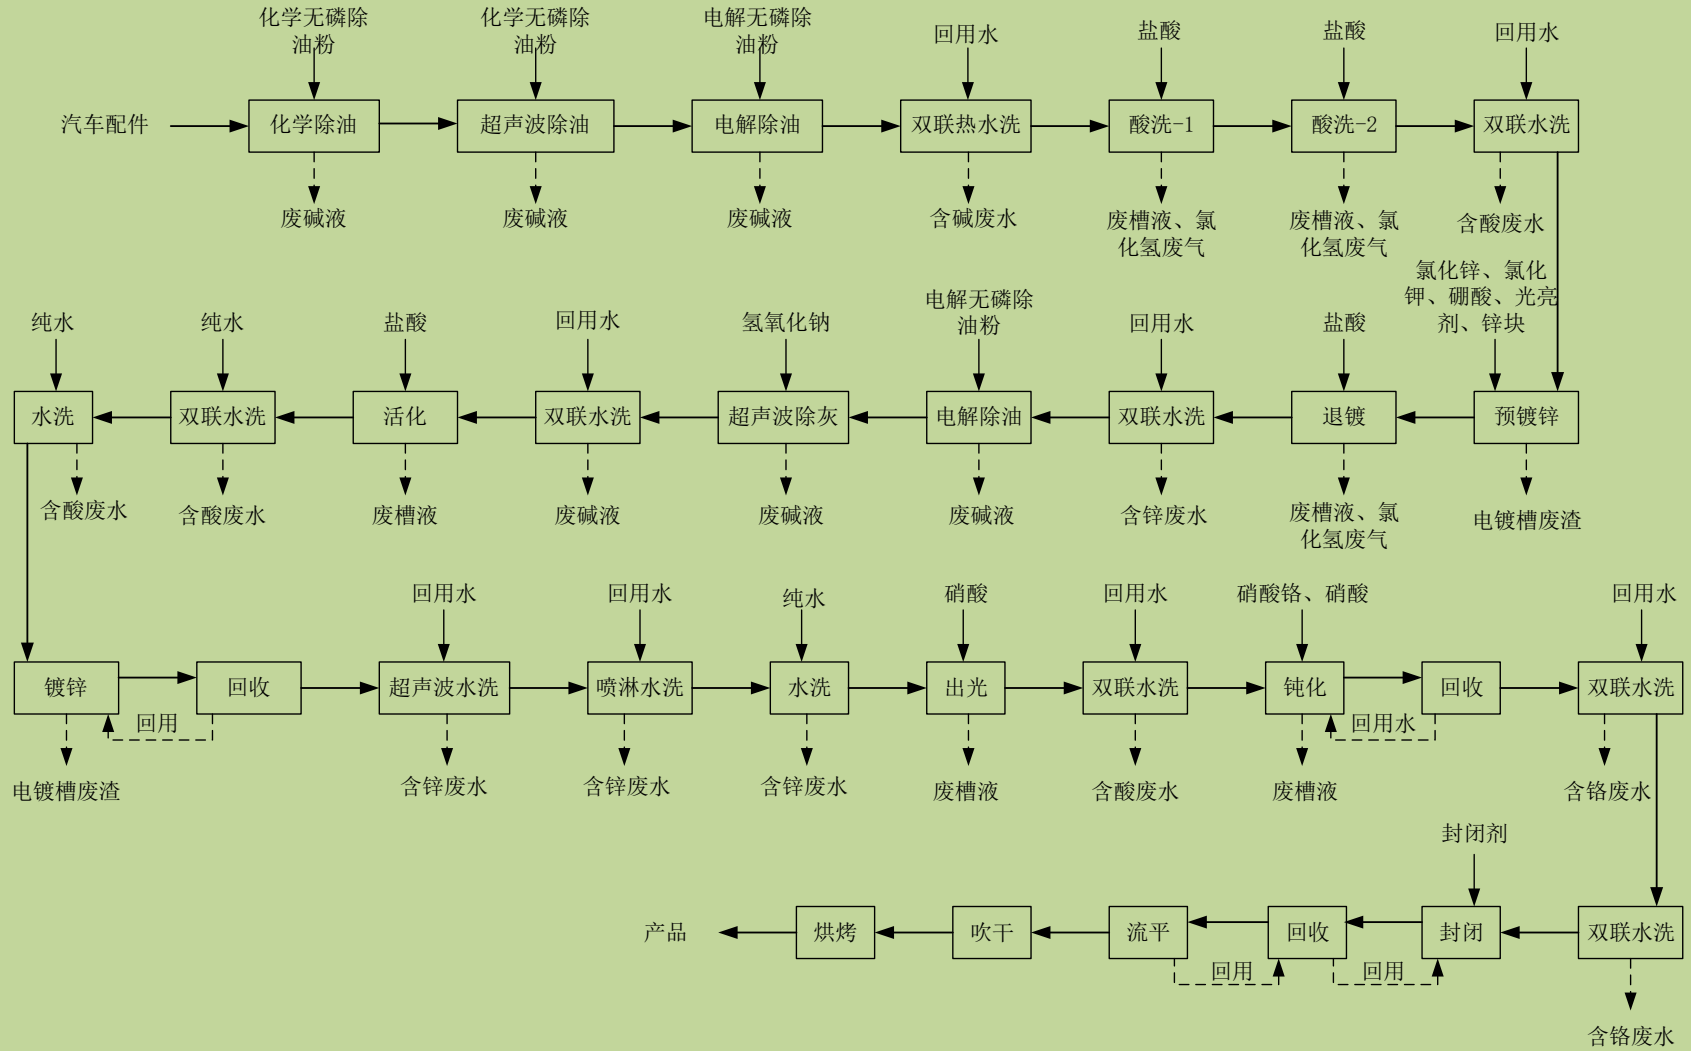 化学无磷除
油粉
化学无磷除
油粉
电解无磷除
油粉
回用水
盐酸
盐酸
回用水
汽车配件
化学除油
超声波除油
电解除油
双联热水洗
酸洗-1
酸洗-2
双联水洗
废碱液
废碱液
废碱液
含碱废水
废槽液、氯
化氢废气
废槽液、氯
化氢废气
含酸废水
纯水
纯水
盐酸
回用水
氢氧化钠
电解无磷除
油粉
回用水
盐酸
氯化锌、氯化
钾、硼酸、光亮
剂、锌块
水洗
双联水洗
活化
双联水洗
超声波除灰
电解除油
双联水洗
退镀
预镀锌
含酸废水
含酸废水
废槽液
废碱液
废碱液
废碱液
含锌废水
废槽液、氯
化氢废气
电镀槽废渣
回用水
回用水
纯水
硝酸
回用水
硝酸铬、硝酸
回用水
镀锌
回收
超声波水洗
喷淋水洗
水洗
出光
双联水洗
钝化
回收
双联水洗
回用
回用水
电镀槽废渣
含锌废水
含锌废水
含锌废水
废槽液
含酸废水
废槽液
含铬废水
封闭剂
产品
烘烤
吹干
流平
回收
封闭
双联水洗
回用
回用
含铬废水